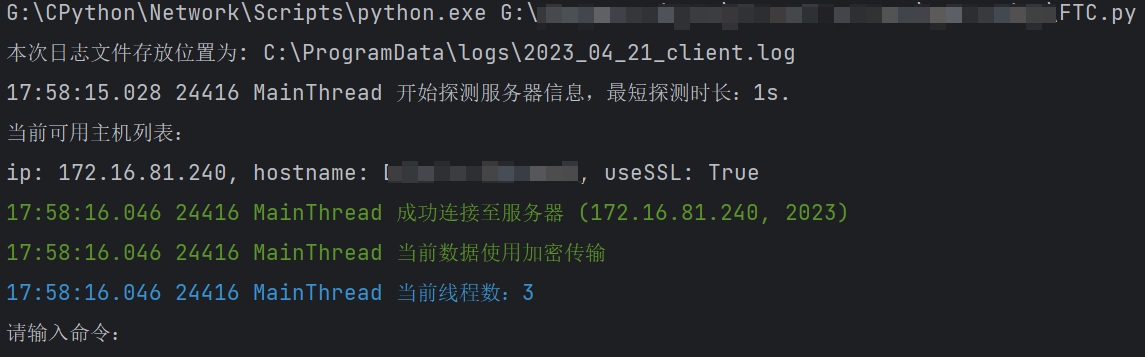 G:\CPython\Network\Scripts\python.exe G:\ \FTC.py
本次日志文件存放位置为: C:\ProgramData\logs\2023_04_21_client.log
17:58:15.028 24416 MainThread 开始探测服务器信息，最短探测时长：1s.
当前可用主机列表：
ip: 172.16.81.240, hostname: , useSSL: True
17:58:16.046 24416 MainThread 成功连接至服务器 (172.16.81.240, 2023)
17:58:16.046 24416 MainThread 当前数据使用加密传输
17:58:16.046 24416 MainThread 当前线程数：3
请输入命令：